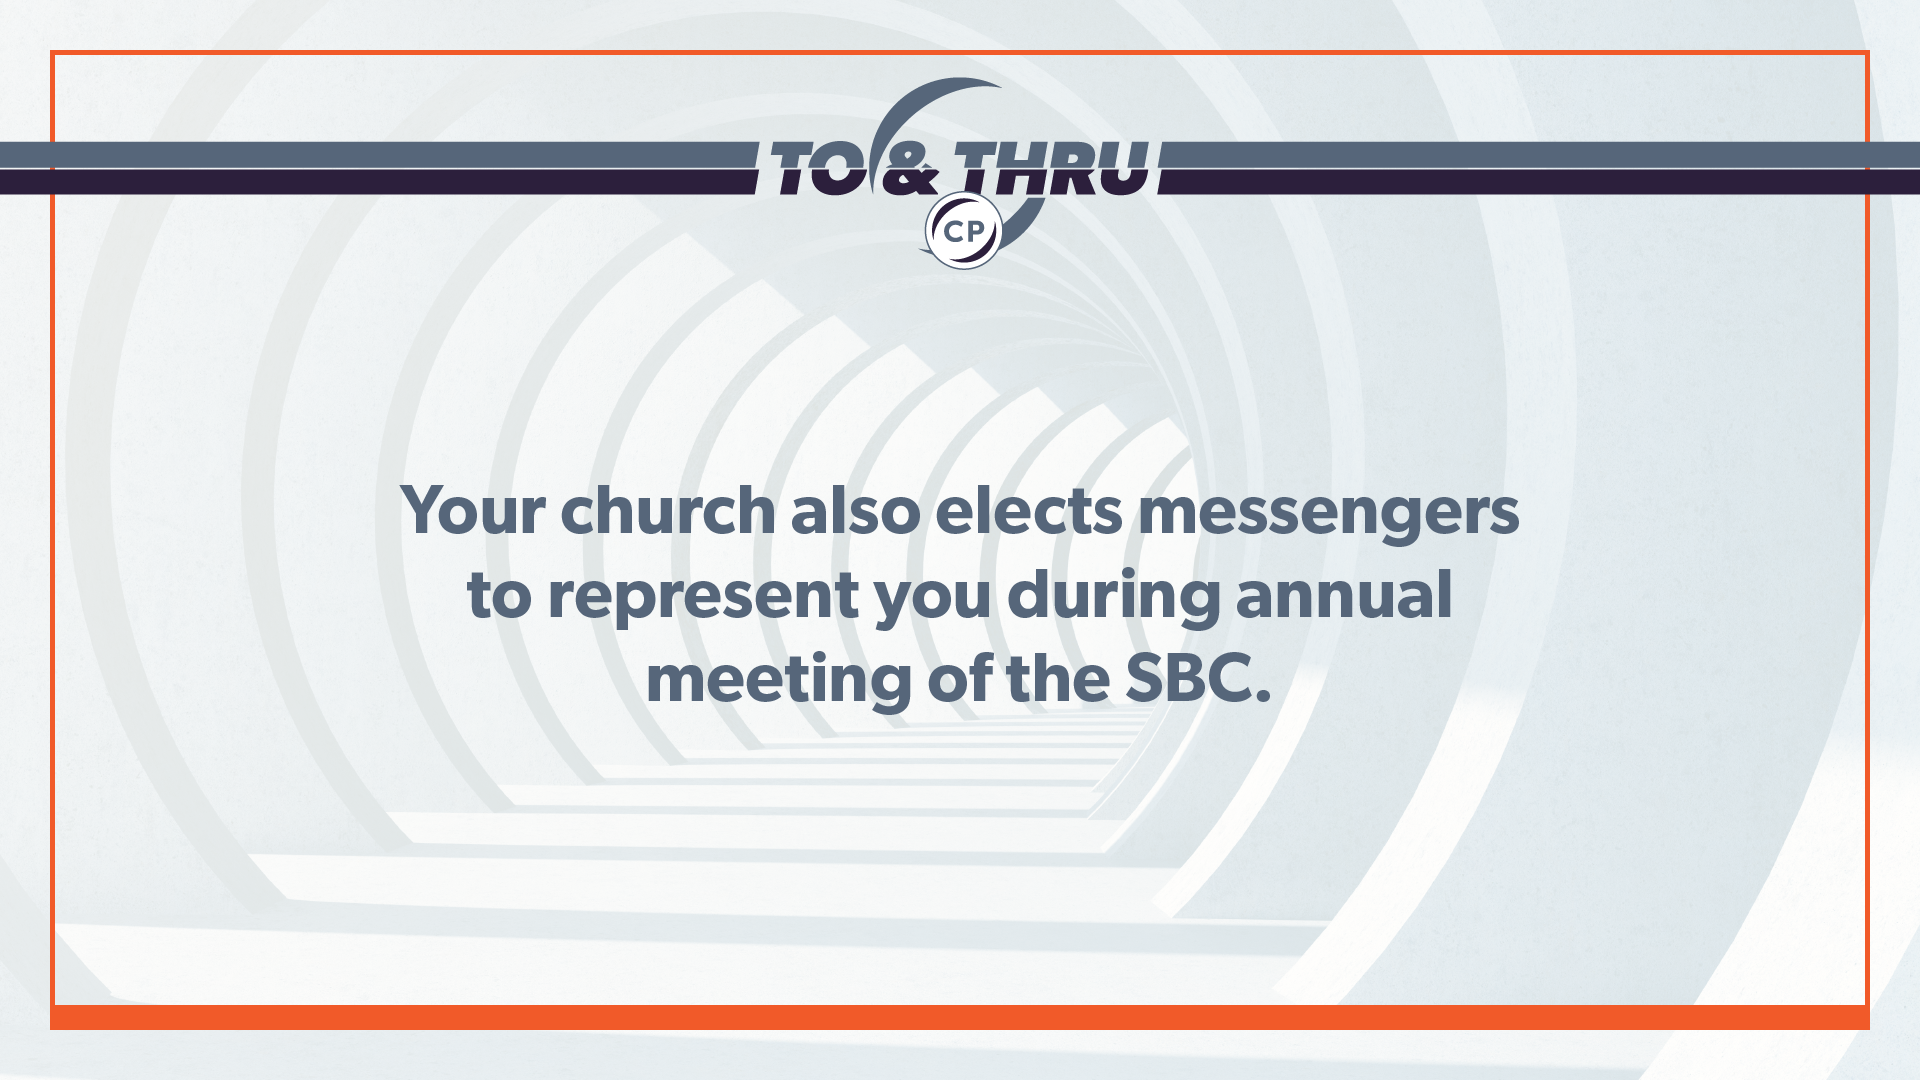 TO & THRU
CP
Your church also elects messengers
to represent you during annual
meeting of the SBC.